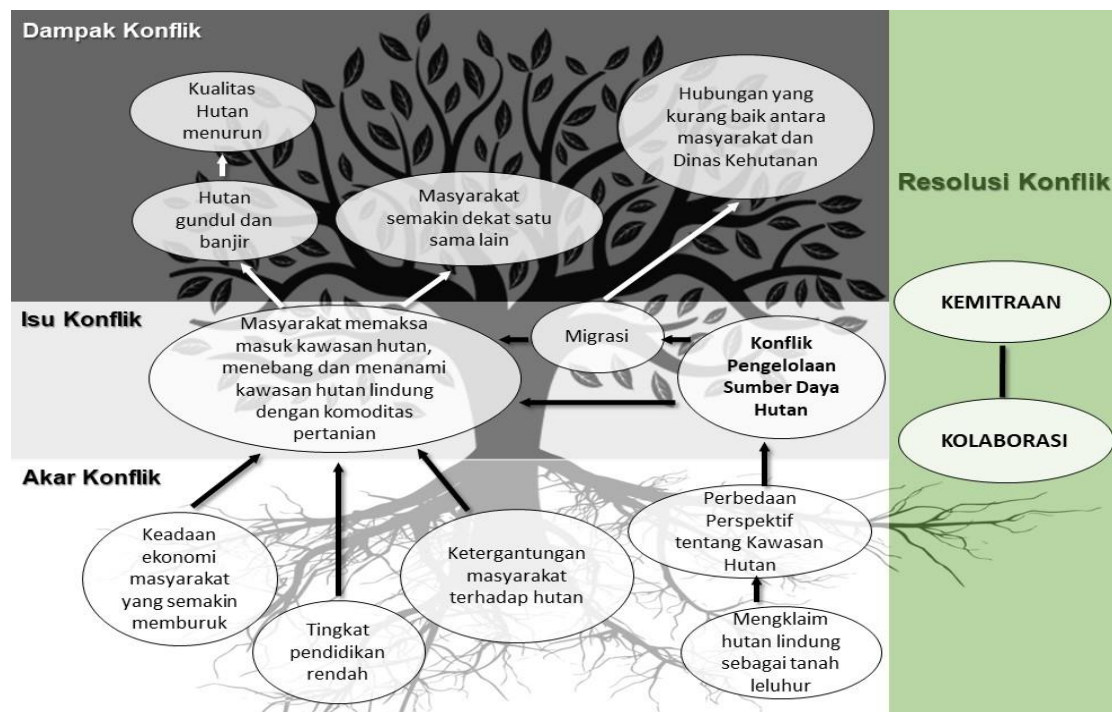 Dampak Konflik
Kualitas
Hutan
menurun
Hubungan yang
kurang baik antara
masyarakat dan
Dinas Kehutanan
Hutan
gundul dan
banjir
Masyarakat
semakin dekat satu
sama lain
Resolusi Konflik
KEMITRAAN
KOLABORASI
Isu Konflik
Masyarakat memaksa
masuk kawasan hutan,
menebang dan menanami
kawasan hutan lindung
dengan komoditas
pertanian
Migrasi
Konflik
Pengelolaan
Sumber Daya
Hutan
Akar Konflik
Keadaan
ekonomi
masyarakat
yang semakin
memburuk
Tingkat
pendidikan
rendah
Ketergantungan
masyarakat
terhadap hutan
Perbedaan
Perspektif
tentang Kawasan
Hutan
Mengklaim
hutan lindung
sebagai tanah
leluhur